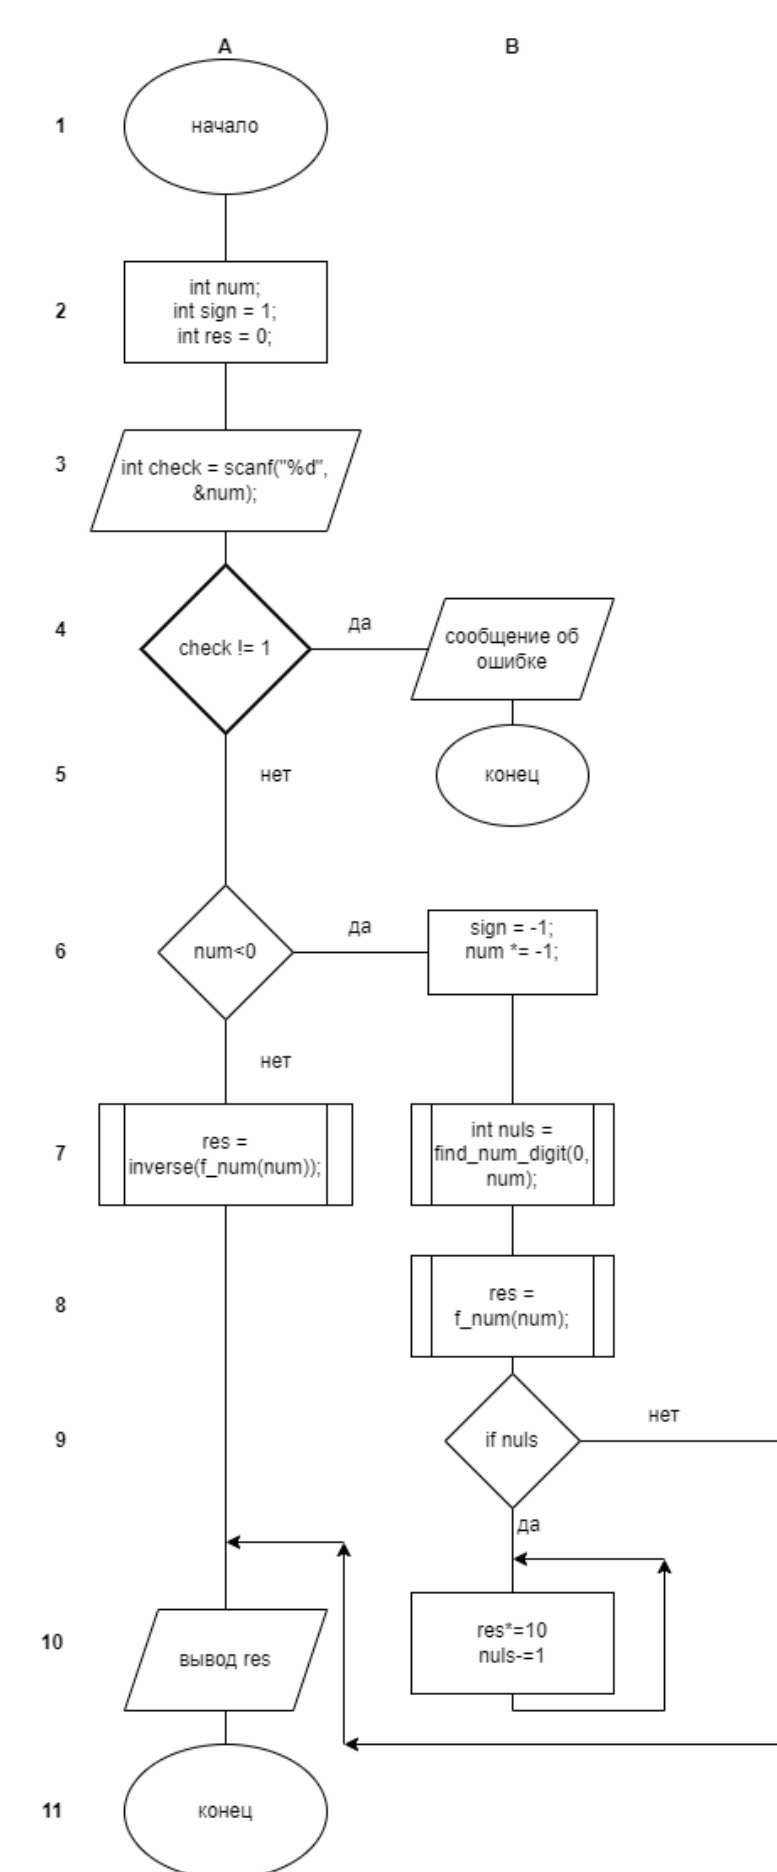 A
B
1
начало
2
int num;
int sign = 1;
int res = 0;
3
int check = scanf("%d",
&num);
4
check != 1
да
сообщение об
ошибке
5
нет
конец
6
num<0
да
sign = -1;
num *= -1;
нет
7
res =
inverse(f_num(num));
int nuls =
find_num_digit(0,
num);
8
res =
f_num(num);
9
if nuls
нет
да
10
вывод res
res*=10
nuls-=1
11
конец